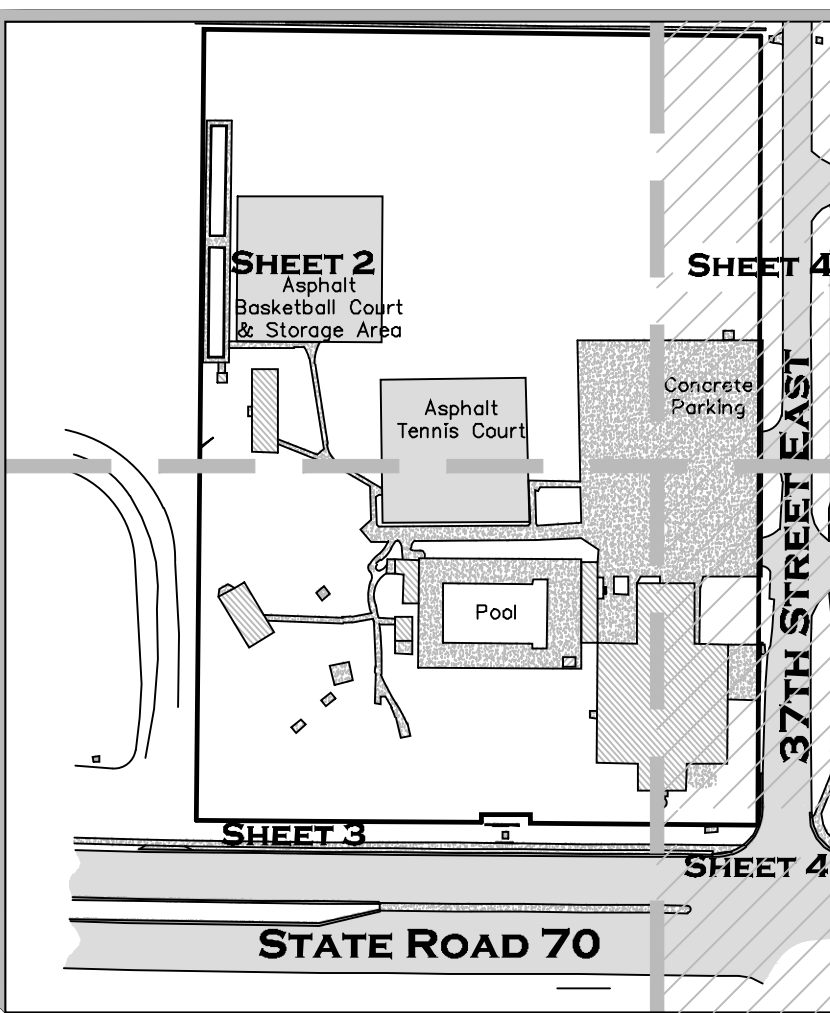 SHEET 2
SHEET 4
Asphalt
Basketball Court
& Storage Area
Concrete
Parking
Asphalt
Tennis Court
37TH STREET EAST
Pool
SHEET 3
SHEET 4
STATE ROAD 70